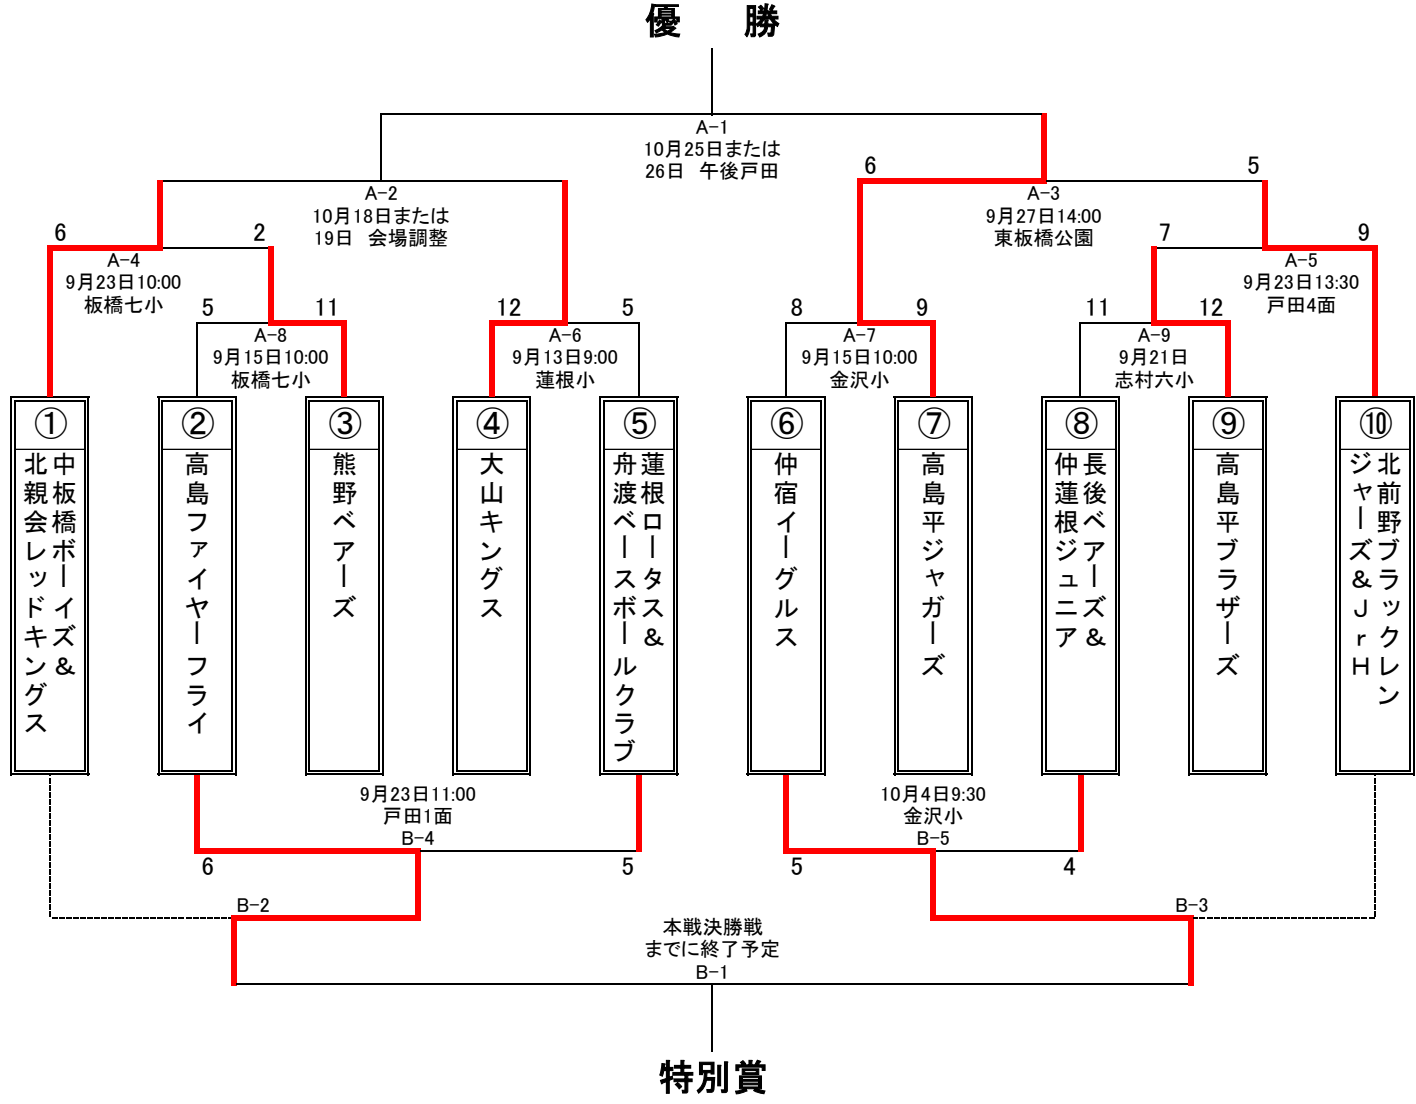 優　勝
A-1
10月25日または
26日 午後戸田
6
5
A-2
10月18日または
19日 会場調整
A-3
9月27日14:00
東板橋公園
6
2
7
9
A-4
9月23日10:00
板橋七小
A-5
9月23日13:30
戸田4面
5
11
12
5
8
9
11
12
A-8
9月15日10:00
板橋七小
A-6
9月13日9:00
蓮根小
A-7
9月15日10:00
金沢小
A-9
9月21日
志村六小
①
中板橋ボーイズ&
北親会レッドキングス
②
高島ファイヤーフライ
③
熊野ベアーズ
④
大山キングス
⑤
蓮根ロータス&
舟渡ベースボールクラブ
⑥
仲宿イーグルス
⑦
高島平ジャガーズ
⑧
長後ベアーズ&
仲蓮根ジュニア
⑨
高島平ブラザーズ
⑩
北前野ブラックレン
ジャーズ&JrH
9月23日11:00
戸田1面
B-4
10月4日9:30
金沢小
B-5
6
5
5
4
B-2
B-3
本戦決勝戦
までに終了予定
B-1
特別賞